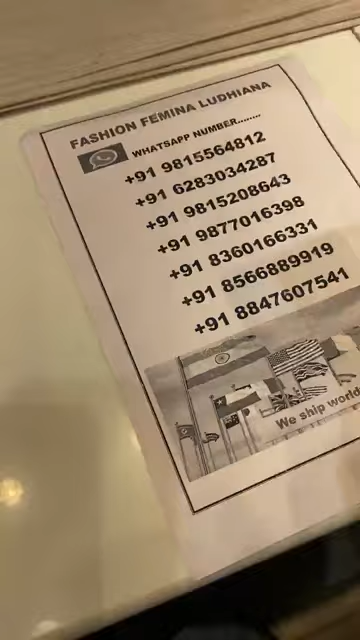 FASHION FEMINA LUDHIANA
WHATSAPP NUMBER........
+91 9815564812
+91 6283034287
+91 9815208643
+91 9877016398
+91 8360166331
+91 8566889919
+91 8847607541
We ship world